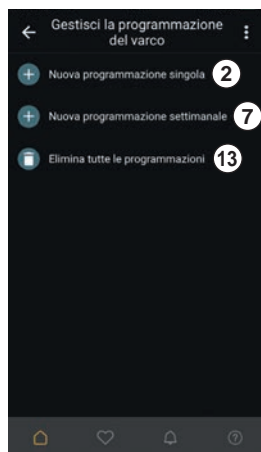 Gestisci la programmazione
del varco
Nuova programmazione singola 2
Nuova programmazione settimanale 7
Elimina tutte le programmazioni 13
?